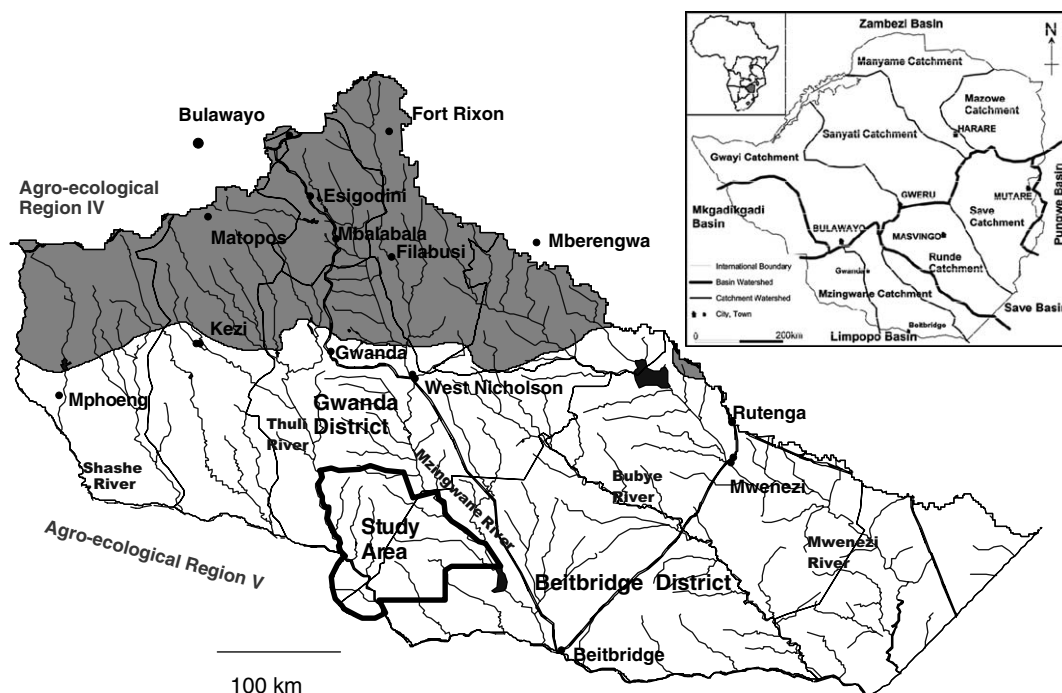 Bulawayo
Fort Rixon
Agro-ecological
Region IV
Esigodini
Matopos
Mbalabala
Filabusi
Mberengwa
Kezi
Gwanda
West Nicholson
Mphoeng
Gwanda
District
Thuli
River
Rutenga
Shashe
River
Mzingwane River
Bubye
River
Mwenezi
Study
Area
Mwenezi
River
Agro-ecological Region V
Beitbridge District
Beitbridge
100 km
Zambezi Basin
N
Manyame Catchment
Mazowe
Catchment
Sanyati Catchment
HARARE
Gwayi Catchment
GWERU
MUTARE
Save
Catchment
Pungwe Basin
Mkgadikgadi
Basin
BULAWAYO
MASVINGO
Runde
Catchment
International Boundary
Basin Watershed
Catchment Watershed
City, Town
Gwanda
Mzingwane Catchment
Save Basin
Beitbridge
Limpopo Basin
0
200km